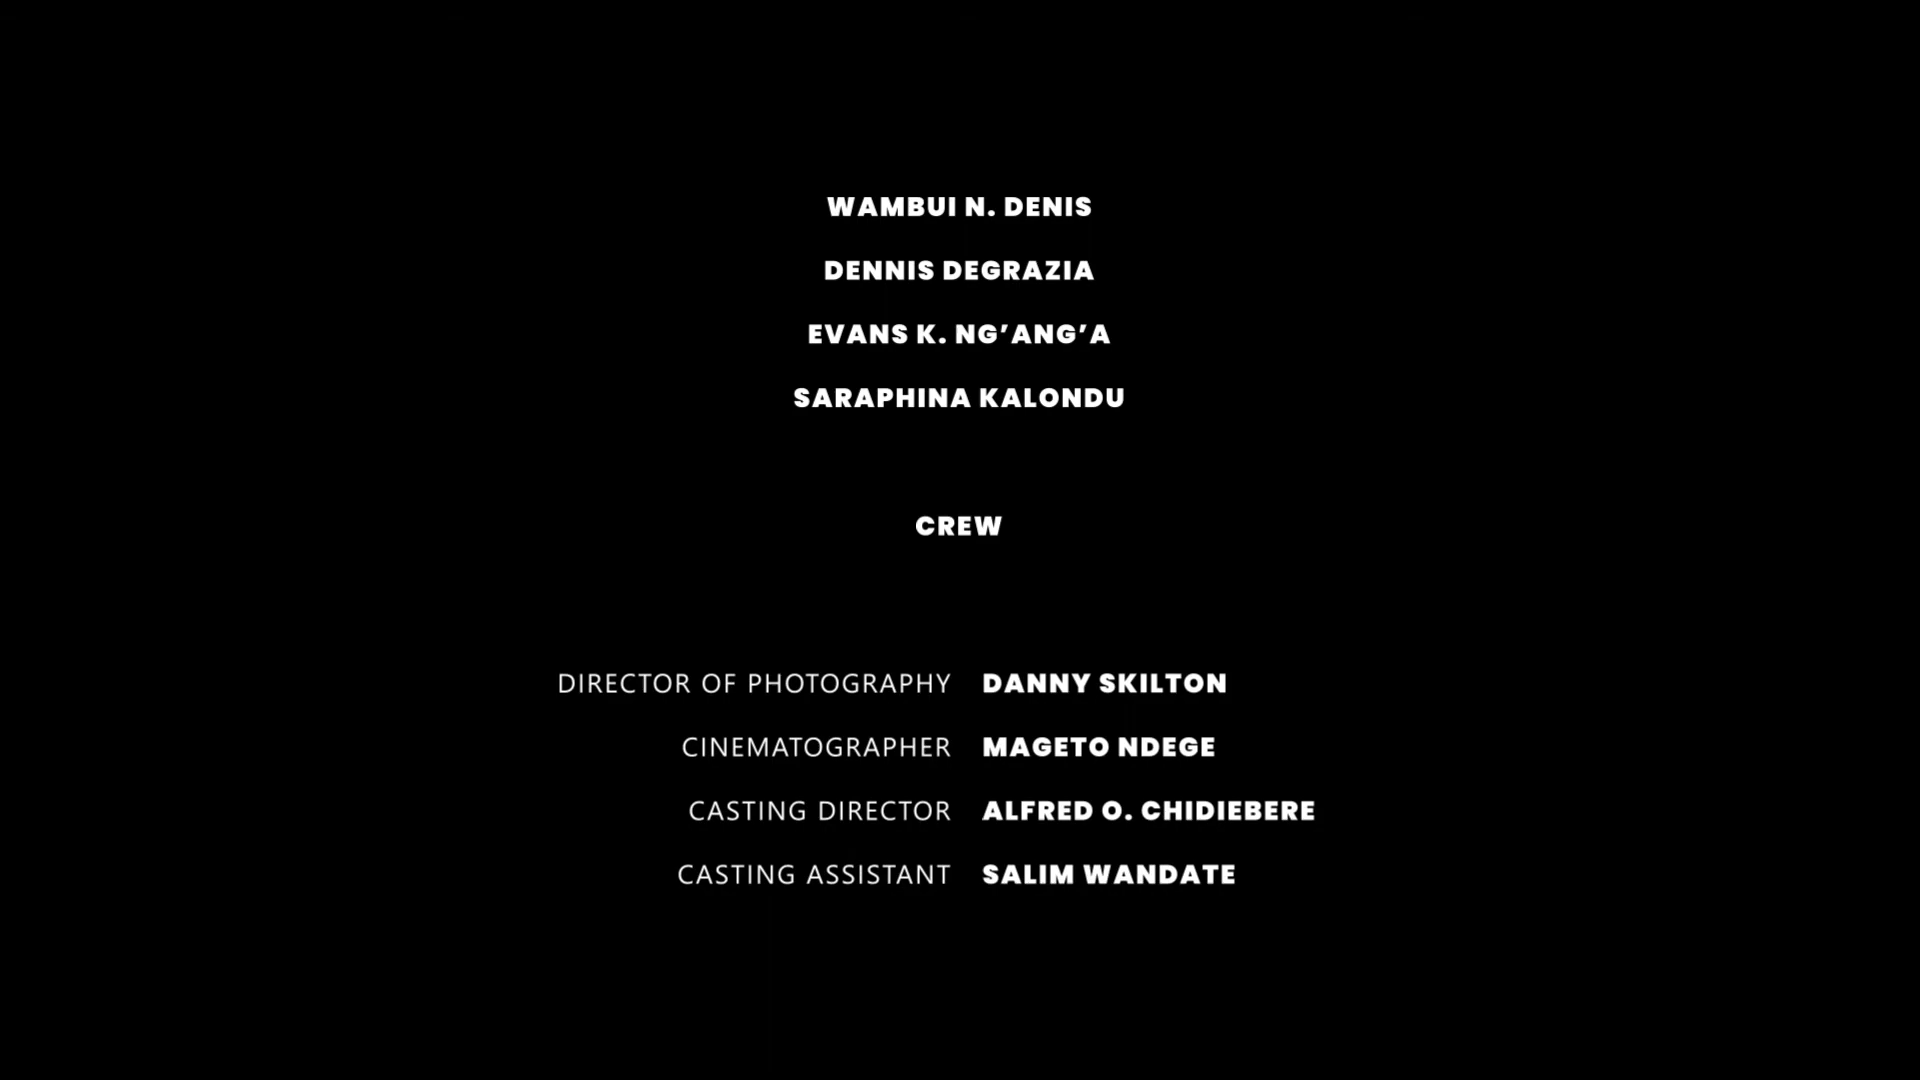 WAMBUI N. DENIS
DENNIS DEGRAZIA
EVANS K. NG’ANG’A
SARAPHINA KALONDU
CREW
DIRECTOR OF PHOTOGRAPHY DANNY SKILTON
CINEMATOGRAPHER MAGETO NDEGE
CASTING DIRECTOR ALFRED O. CHIDIEBERE
CASTING ASSISTANT SALIM WANDATE